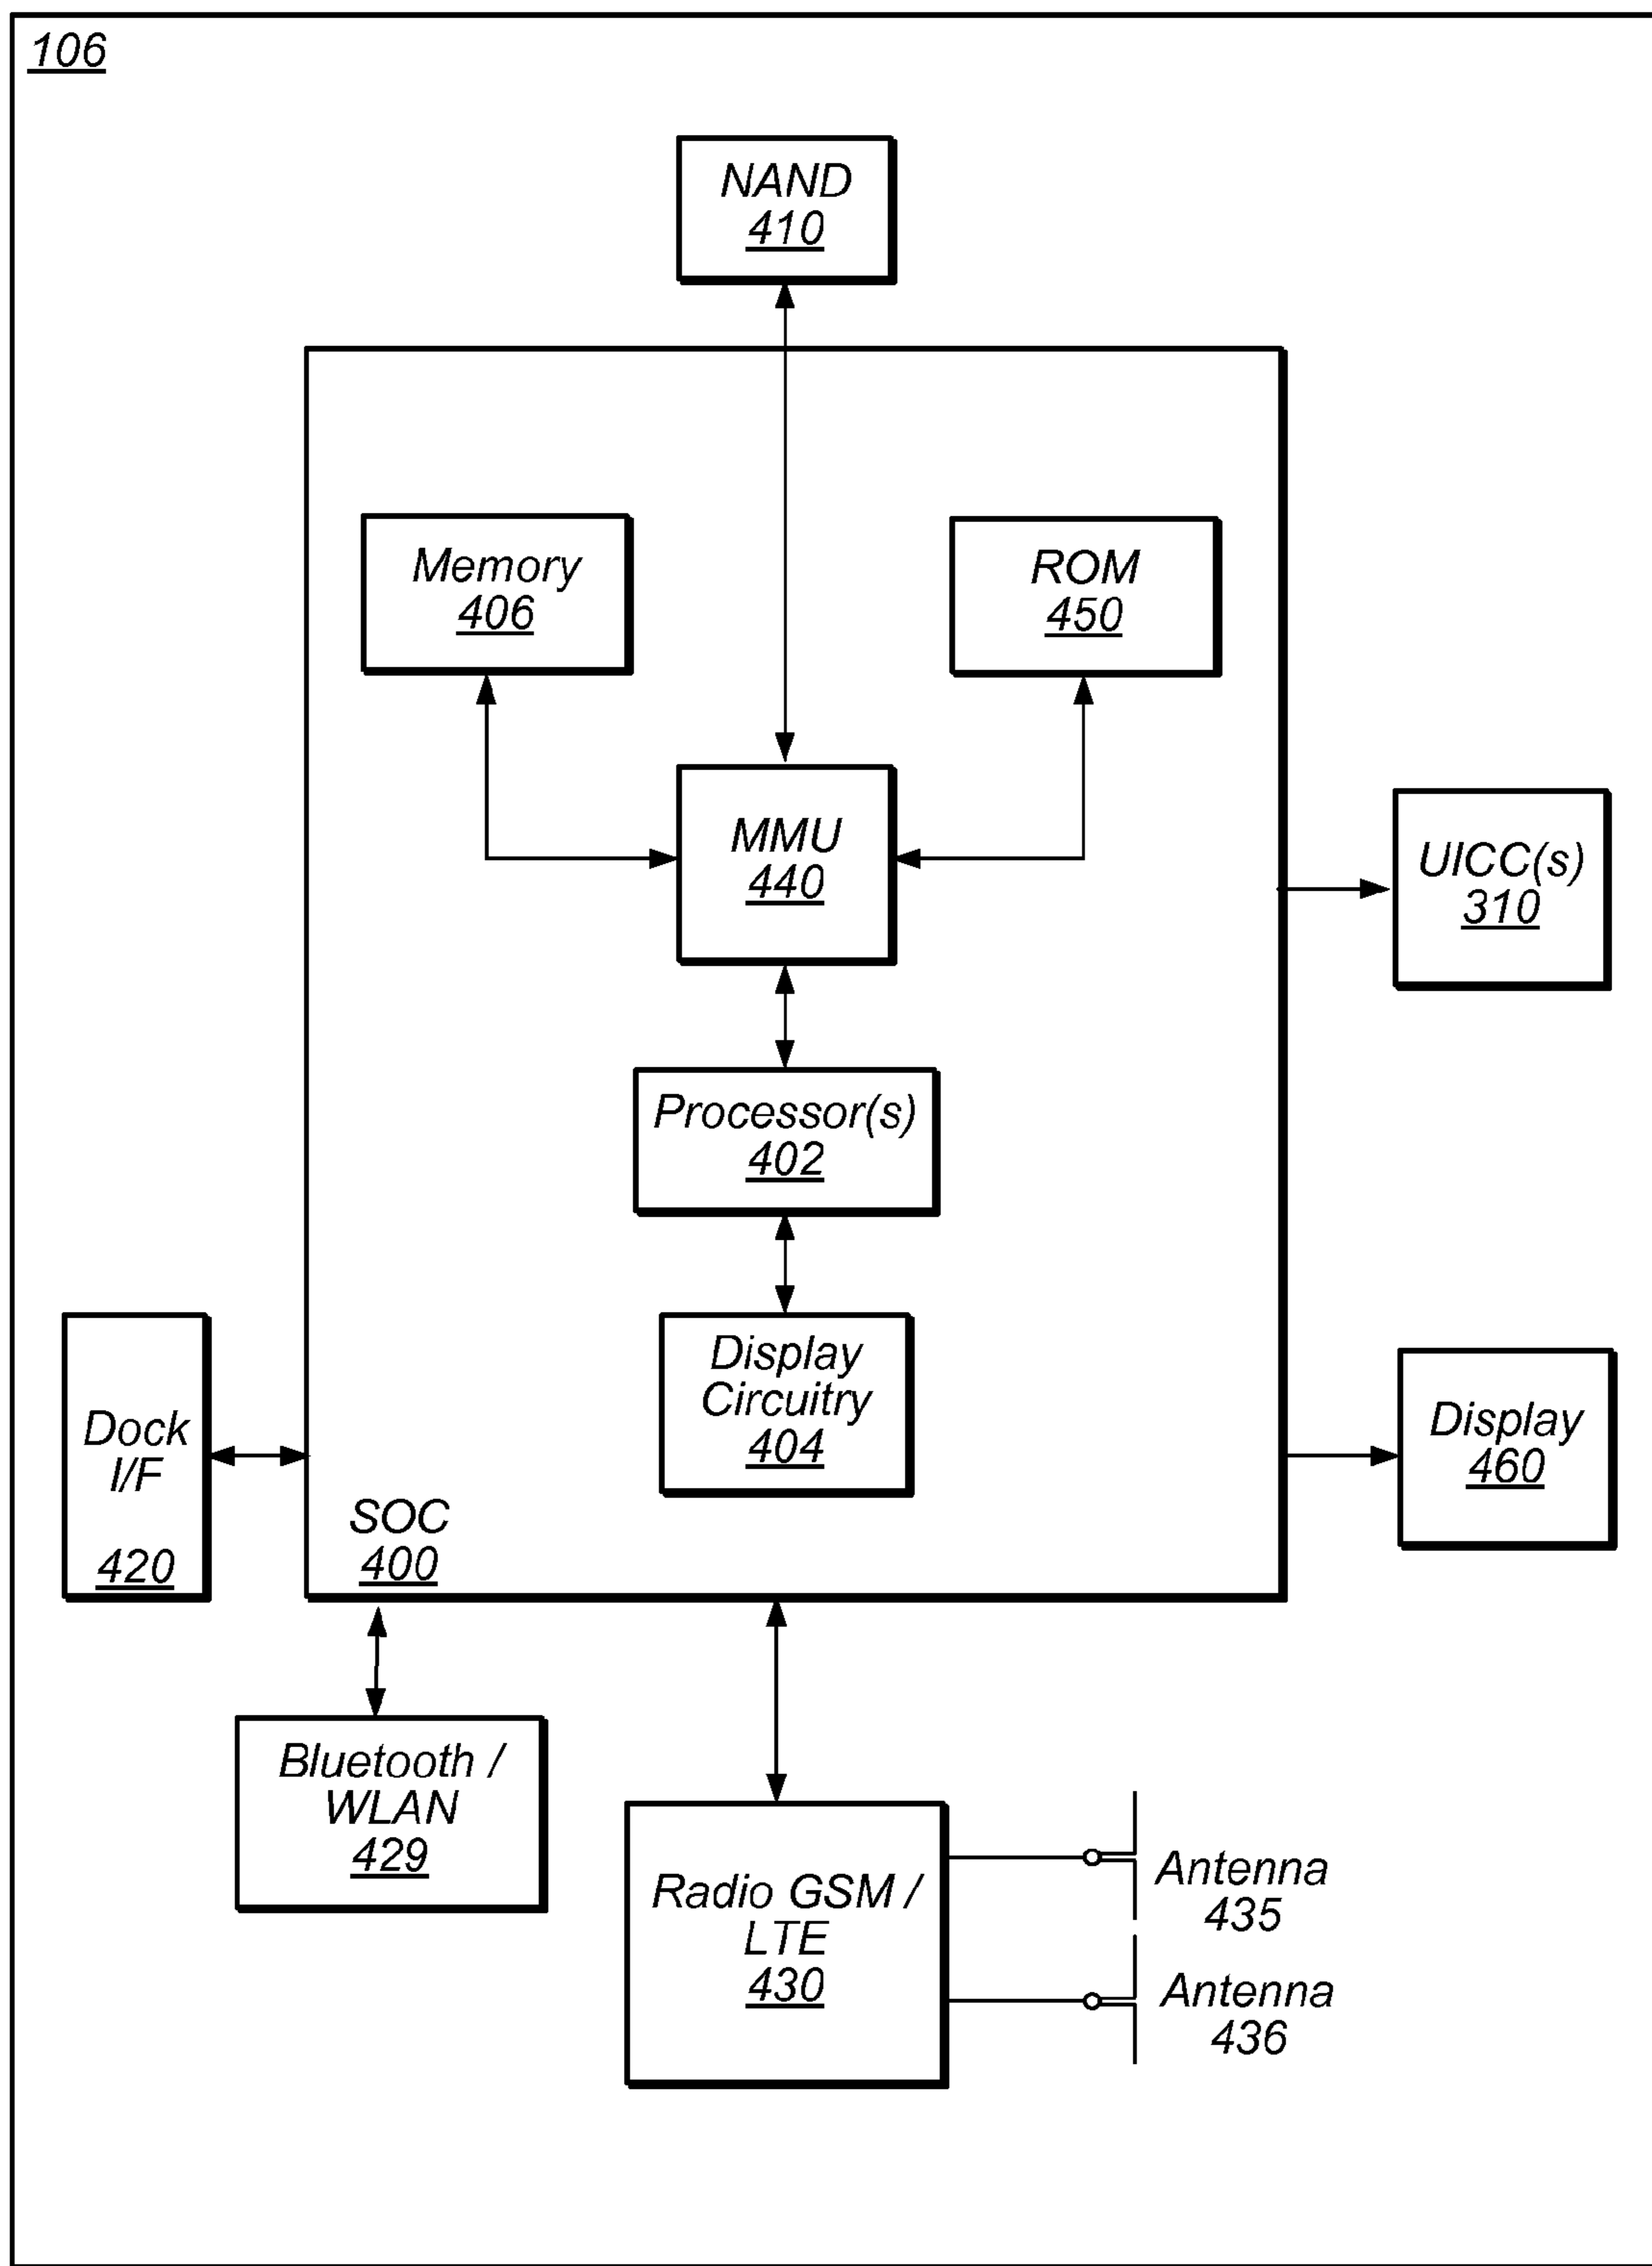 106
NAND
410
Memory
406
ROM
450
MMU
440
UICC(s)
310
Processor(s)
402
Display
Circuitry
404
Dock
I/F
420
Display
460
SOC
400
Bluetooth /
WLAN
429
Radio GSM /
LTE
430
Antenna
435
Antenna
436